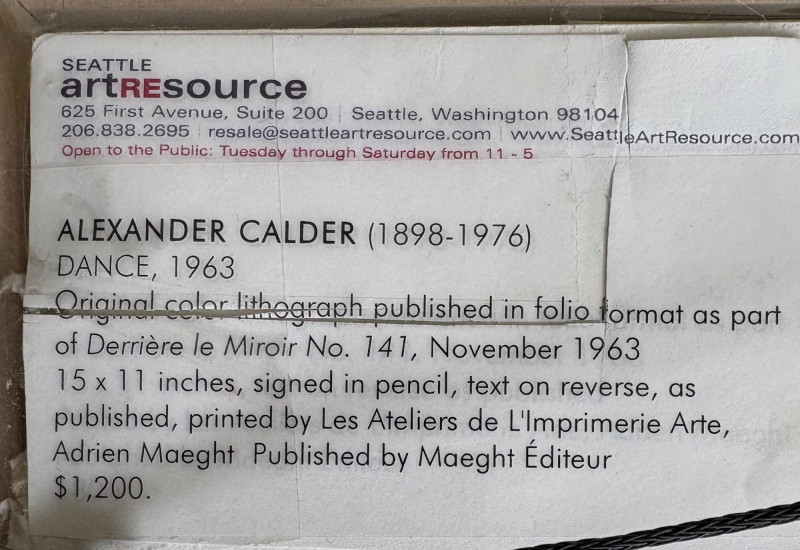 SEATTLE
artREsource
625 First Avenue, Suite 200 | Seattle, Washington 98104
206.838.2695 | resale@seattleartresource.com | www.SeattleArtResource.com
Open to the Public: Tuesday through Saturday from 11 - 5
ALEXANDER CALDER (1898-1976)
DANCE, 1963
Original color lithograph published in folio format as part
of Derrière le Miroir No. 141, November 1963
15 x 11 inches, signed in pencil, text on reverse, as
published, printed by Les Ateliers de L'Imprimerie Arte,
Adrien Maeght Published by Maeght Éditeur
$1,200.